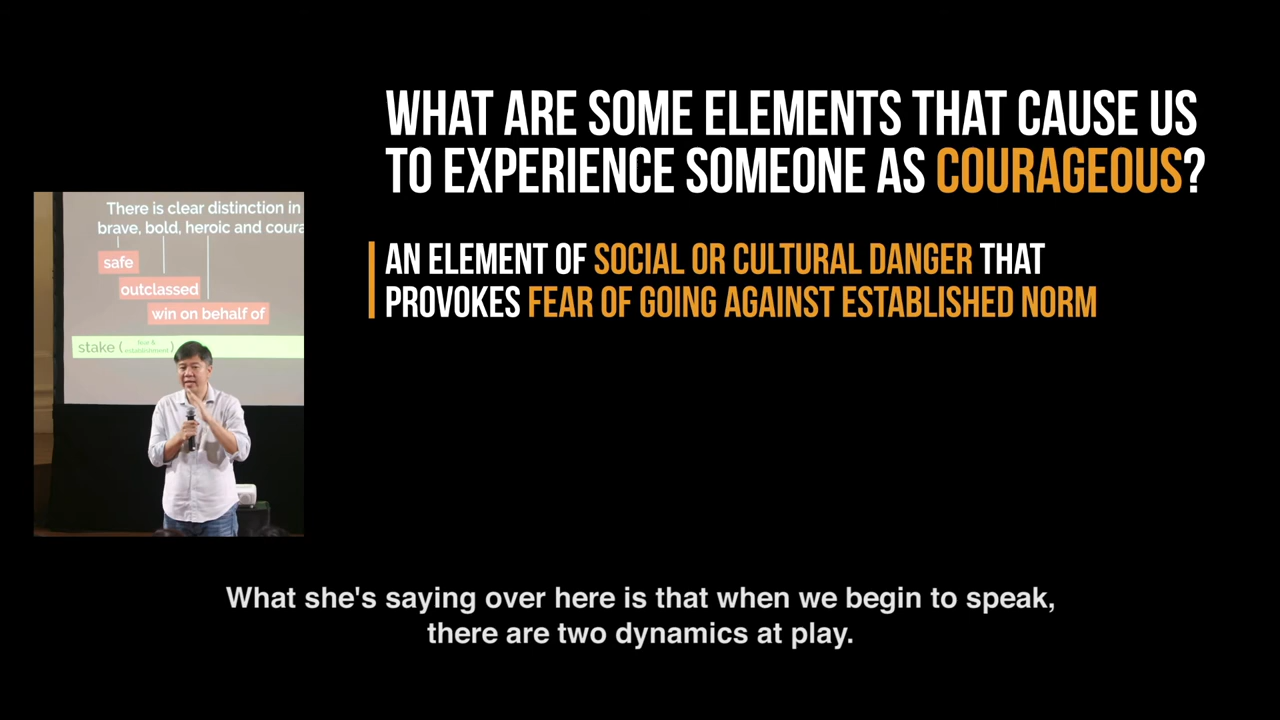 WHAT ARE SOME ELEMENTS THAT CAUSE US
TO EXPERIENCE SOMEONE AS COURAGEOUS?
AN ELEMENT OF SOCIAL OR CULTURAL DANGER THAT
PROVOKES FEAR OF GOING AGAINST ESTABLISHED NORM
There is clear distinction in
brave, bold, heroic and coura
safe
outclassed
win on behalf of
stake (fear &
establishment)
What she's saying over here is that when we begin to speak,
there are two dynamics at play.